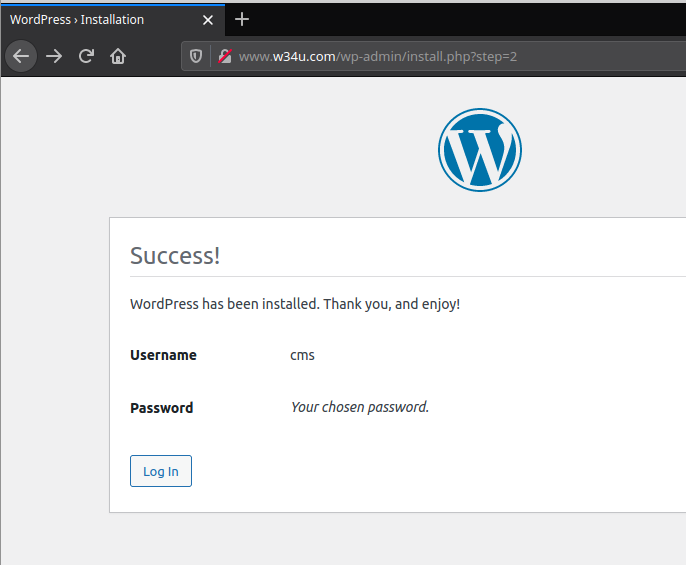 WordPress › Installation
www.w34u.com/wp-admin/install.php?step=2
W
Success!
WordPress has been installed. Thank you, and enjoy!
Username cms
Password Your chosen password.
Log In